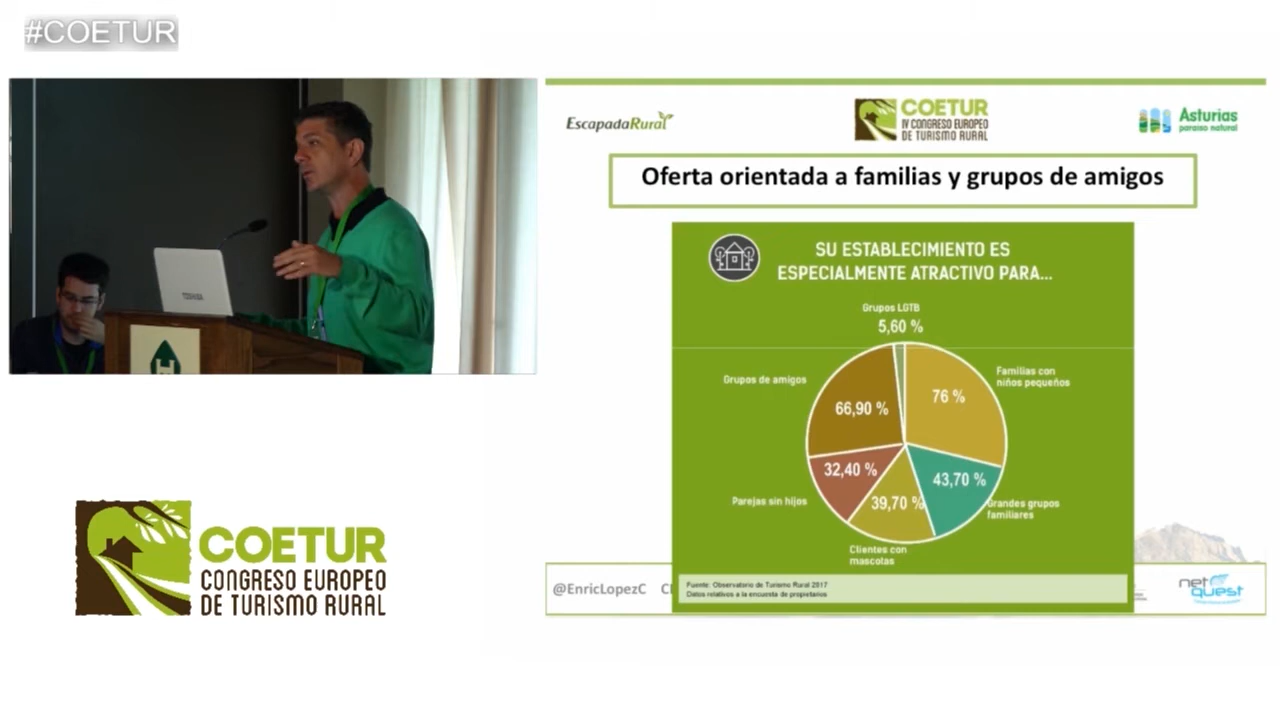 #COETUR
EscapadaRural
COETUR
IV CONGRESO EUROPEO
DE TURISMO RURAL
Asturias
paraíso natural
Oferta orientada a familias y grupos de amigos
SU ESTABLECIMIENTO ES
ESPECIALMENTE ATRACTIVO PARA...
Grupos LGTB
5,60 %
Familias con
niños pequeños
76 %
Grupos de amigos
66,90 %
32,40 %
43,70 %
39,70 %
Parejas sin hijos
Grandes grupos
familiares
Clientes con
mascotas
Fuente: Observatorio de Turismo Rural 2017
Datos relativos a la encuesta de propietarios
@EnricLopezC
netquest
COETUR
CONGRESO EUROPEO
DE TURISMO RURAL